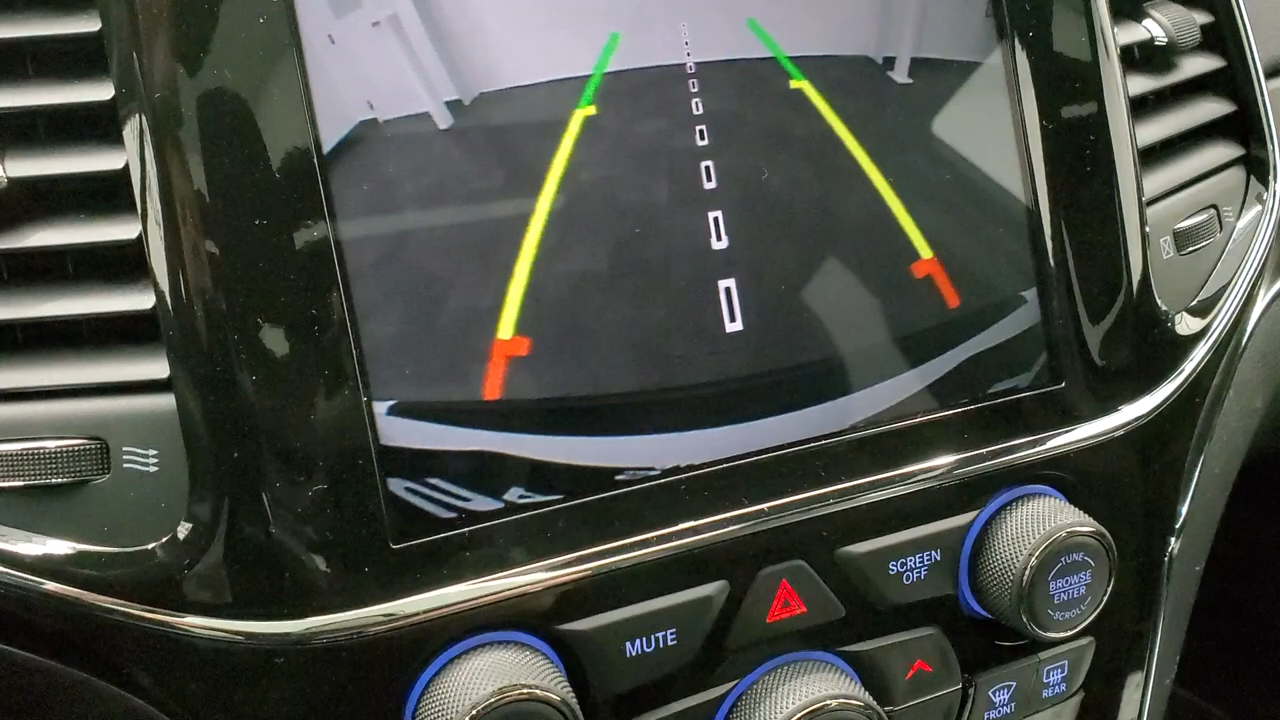 SCREEN
OFF
TUNE
BROWSE
ENTER
SCROLL
MUTE
FRONT
REAR